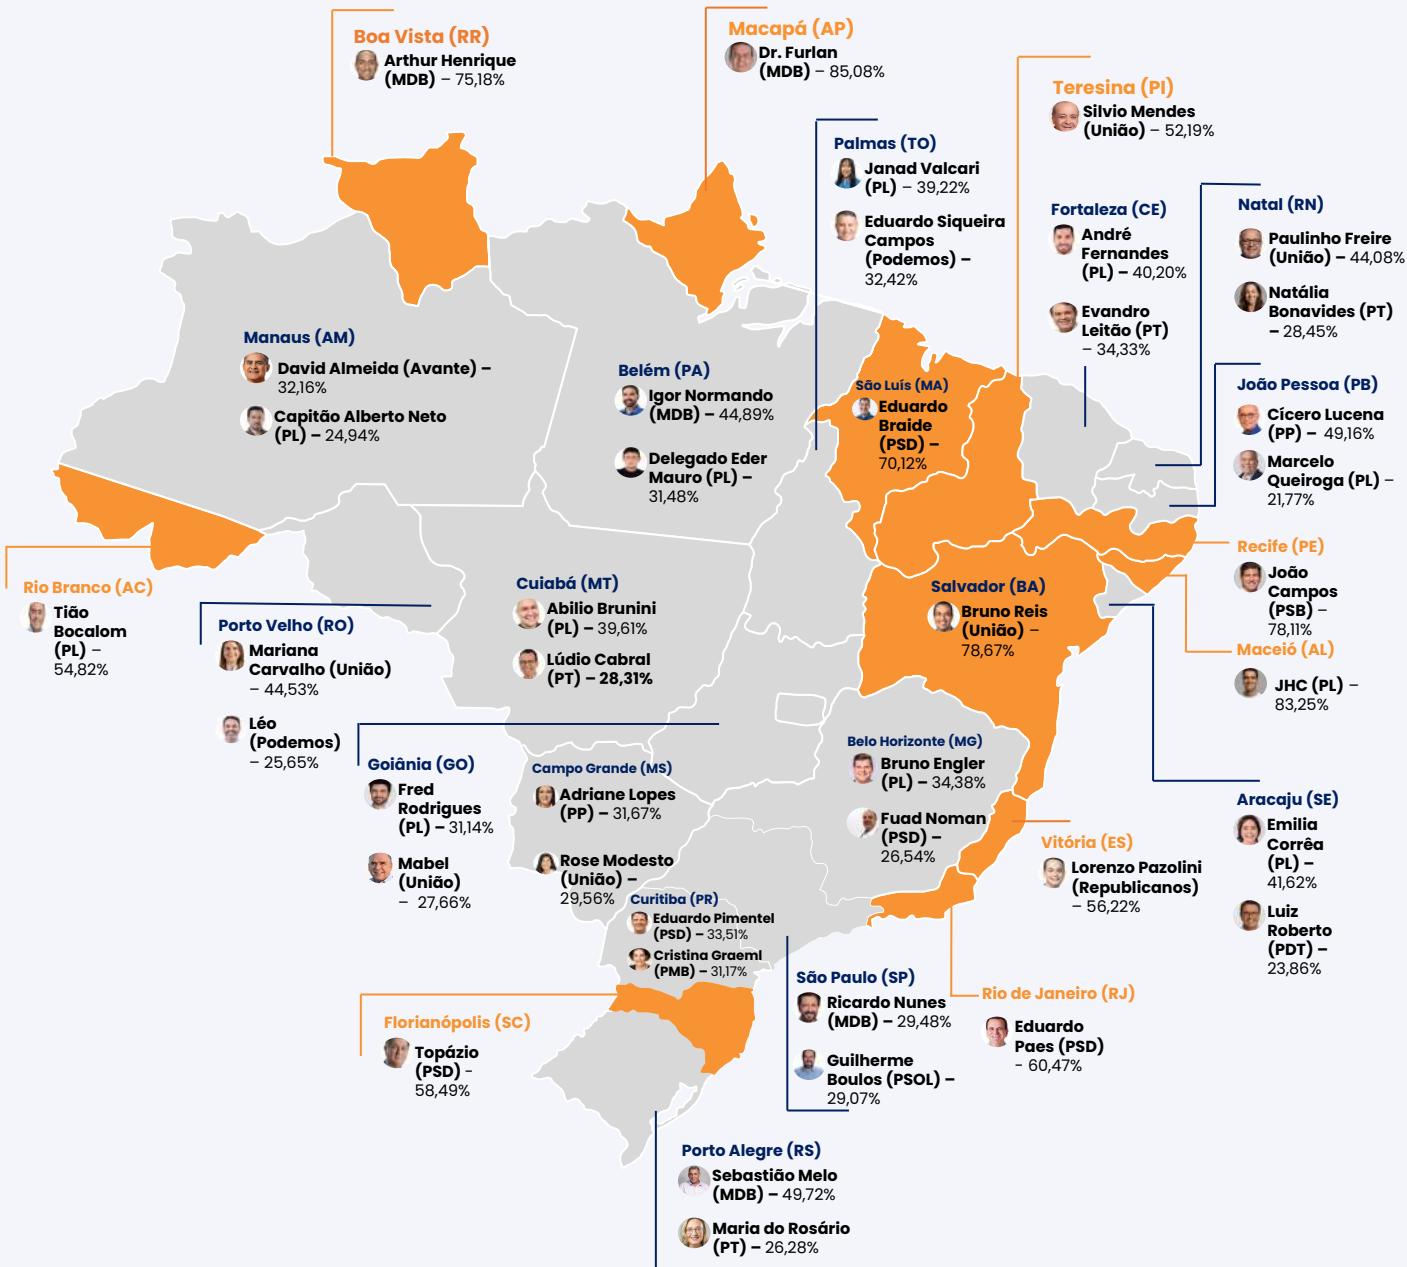 Boa Vista (RR)
Arthur Henrique
(MDB) – 75,18%
Macapá (AP)
Dr. Furlan
(MDB) – 85,08%
Teresina (PI)
Silvio Mendes
(União) – 52,19%
Palmas (TO)
Janad Valcari
(PL) – 39,22%
Eduardo Siqueira
Campos
(Podemos) –
32,42%
Fortaleza (CE)
André
Fernandes
(PL) – 40,20%
Evandro
Leitão (PT)
– 34,33%
Natal (RN)
Paulinho Freire
(União) – 44,08%
Natália
Bonavides (PT)
– 28,45%
Manaus (AM)
David Almeida (Avante) –
32,16%
Capitão Alberto Neto
(PL) – 24,94%
Belém (PA)
Igor Normando
(MDB) – 44,89%
Delegado Eder
Mauro (PL) –
31,48%
São Luís (MA)
Eduardo
Braide
(PSD) –
70,12%
João Pessoa (PB)
Cícero Lucena
(PP) – 49,16%
Marcelo
Queiroga (PL) –
21,77%
Recife (PE)
João
Campos
(PSB) –
78,11%
Maceió (AL)
JHC (PL) –
83,25%
Rio Branco (AC)
Tião
Bocalom
(PL) –
54,82%
Porto Velho (RO)
Mariana
Carvalho (União)
– 44,53%
Léo
(Podemos)
– 25,65%
Cuiabá (MT)
Abilio Brunini
(PL) – 39,61%
Lúdio Cabral
(PT) – 28,31%
Salvador (BA)
Bruno Reis
(União) –
78,67%
Goiânia (GO)
Fred
Rodrigues
(PL) – 31,14%
Mabel
(União)
– 27,66%
Campo Grande (MS)
Adriane Lopes
(PP) – 31,67%
Rose Modesto
(União) –
29,56%
Belo Horizonte (MG)
Bruno Engler
(PL) – 34,38%
Fuad Noman
(PSD) –
26,54%
Aracaju (SE)
Emilia
Corrêa
(PL) –
41,62%
Luiz
Roberto
(PDT) –
23,86%
Vitória (ES)
Lorenzo Pazolini
(Republicanos)
– 56,22%
Curitiba (PR)
Eduardo Pimentel
(PSD) – 33,51%
Cristina Graeml
(PMB) – 31,17%
São Paulo (SP)
Ricardo Nunes
(MDB) – 29,48%
Guilherme
Boulos (PSOL) –
29,07%
Rio de Janeiro (RJ)
Eduardo
Paes (PSD)
- 60,47%
Florianópolis (SC)
Topázio
(PSD) -
58,49%
Porto Alegre (RS)
Sebastião Melo
(MDB) – 49,72%
Maria do Rosário
(PT) – 26,28%